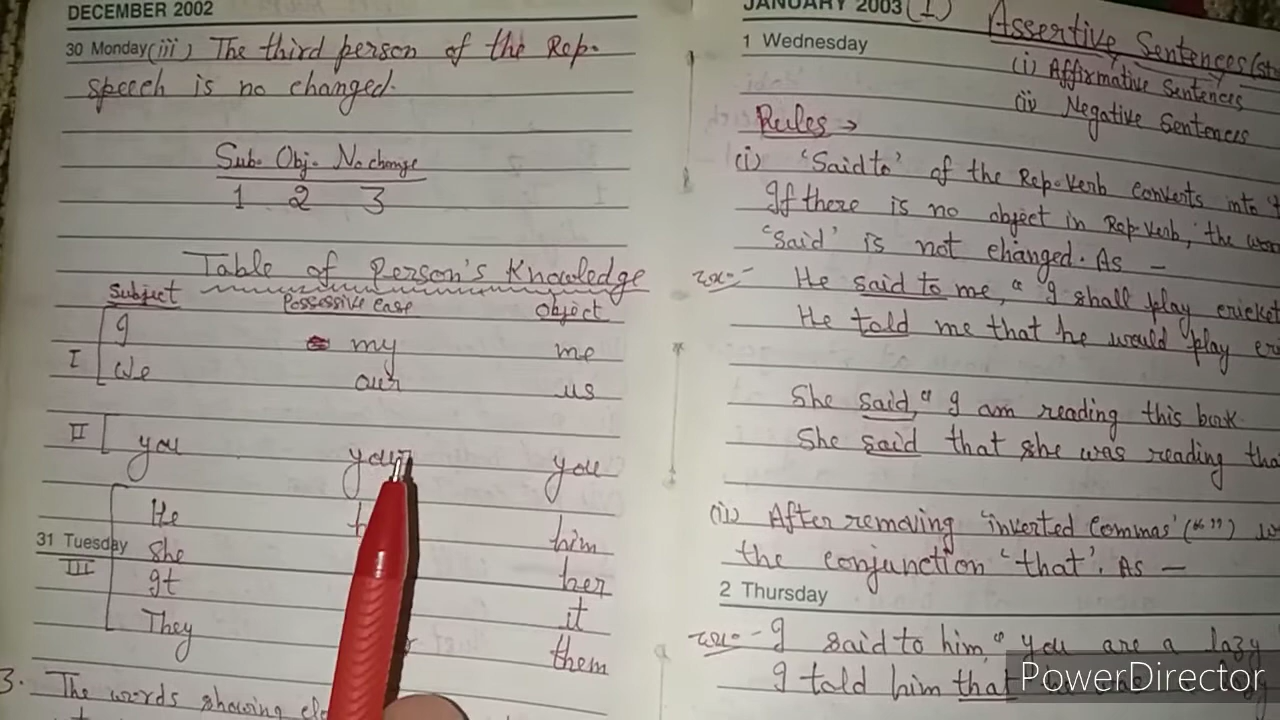 DECEMBER 2002
30 Monday (iii) The third person of the Rep.
speech is no changed.
Sub. Obj. No change
1 2 3
Table of Person's Knowledge
Subject Possessive case object
I
I my me
We our us
II
you your you
He him
31 Tuesday
she her
III
It it
They them
3. The words showing
JANUARY 2003 (1) Assertive Sentences
1 Wednesday
(i) Affirmative Sentences
(ii) Negative Sentences
Rules →
(i) 'Said to' of the Rep. Verb converts into
If there is no object in Rep. Verb, the
'said' is not changed. As —
He said to me, " I shall play cricket
He told me that he would play
She said, " I am reading this book
She said that she was reading
(ii) After removing 'inverted Commas' (" ")
the conjunction 'that'. As —
2 Thursday
I said to him, " you are a lazy
I told him that
PowerDirector